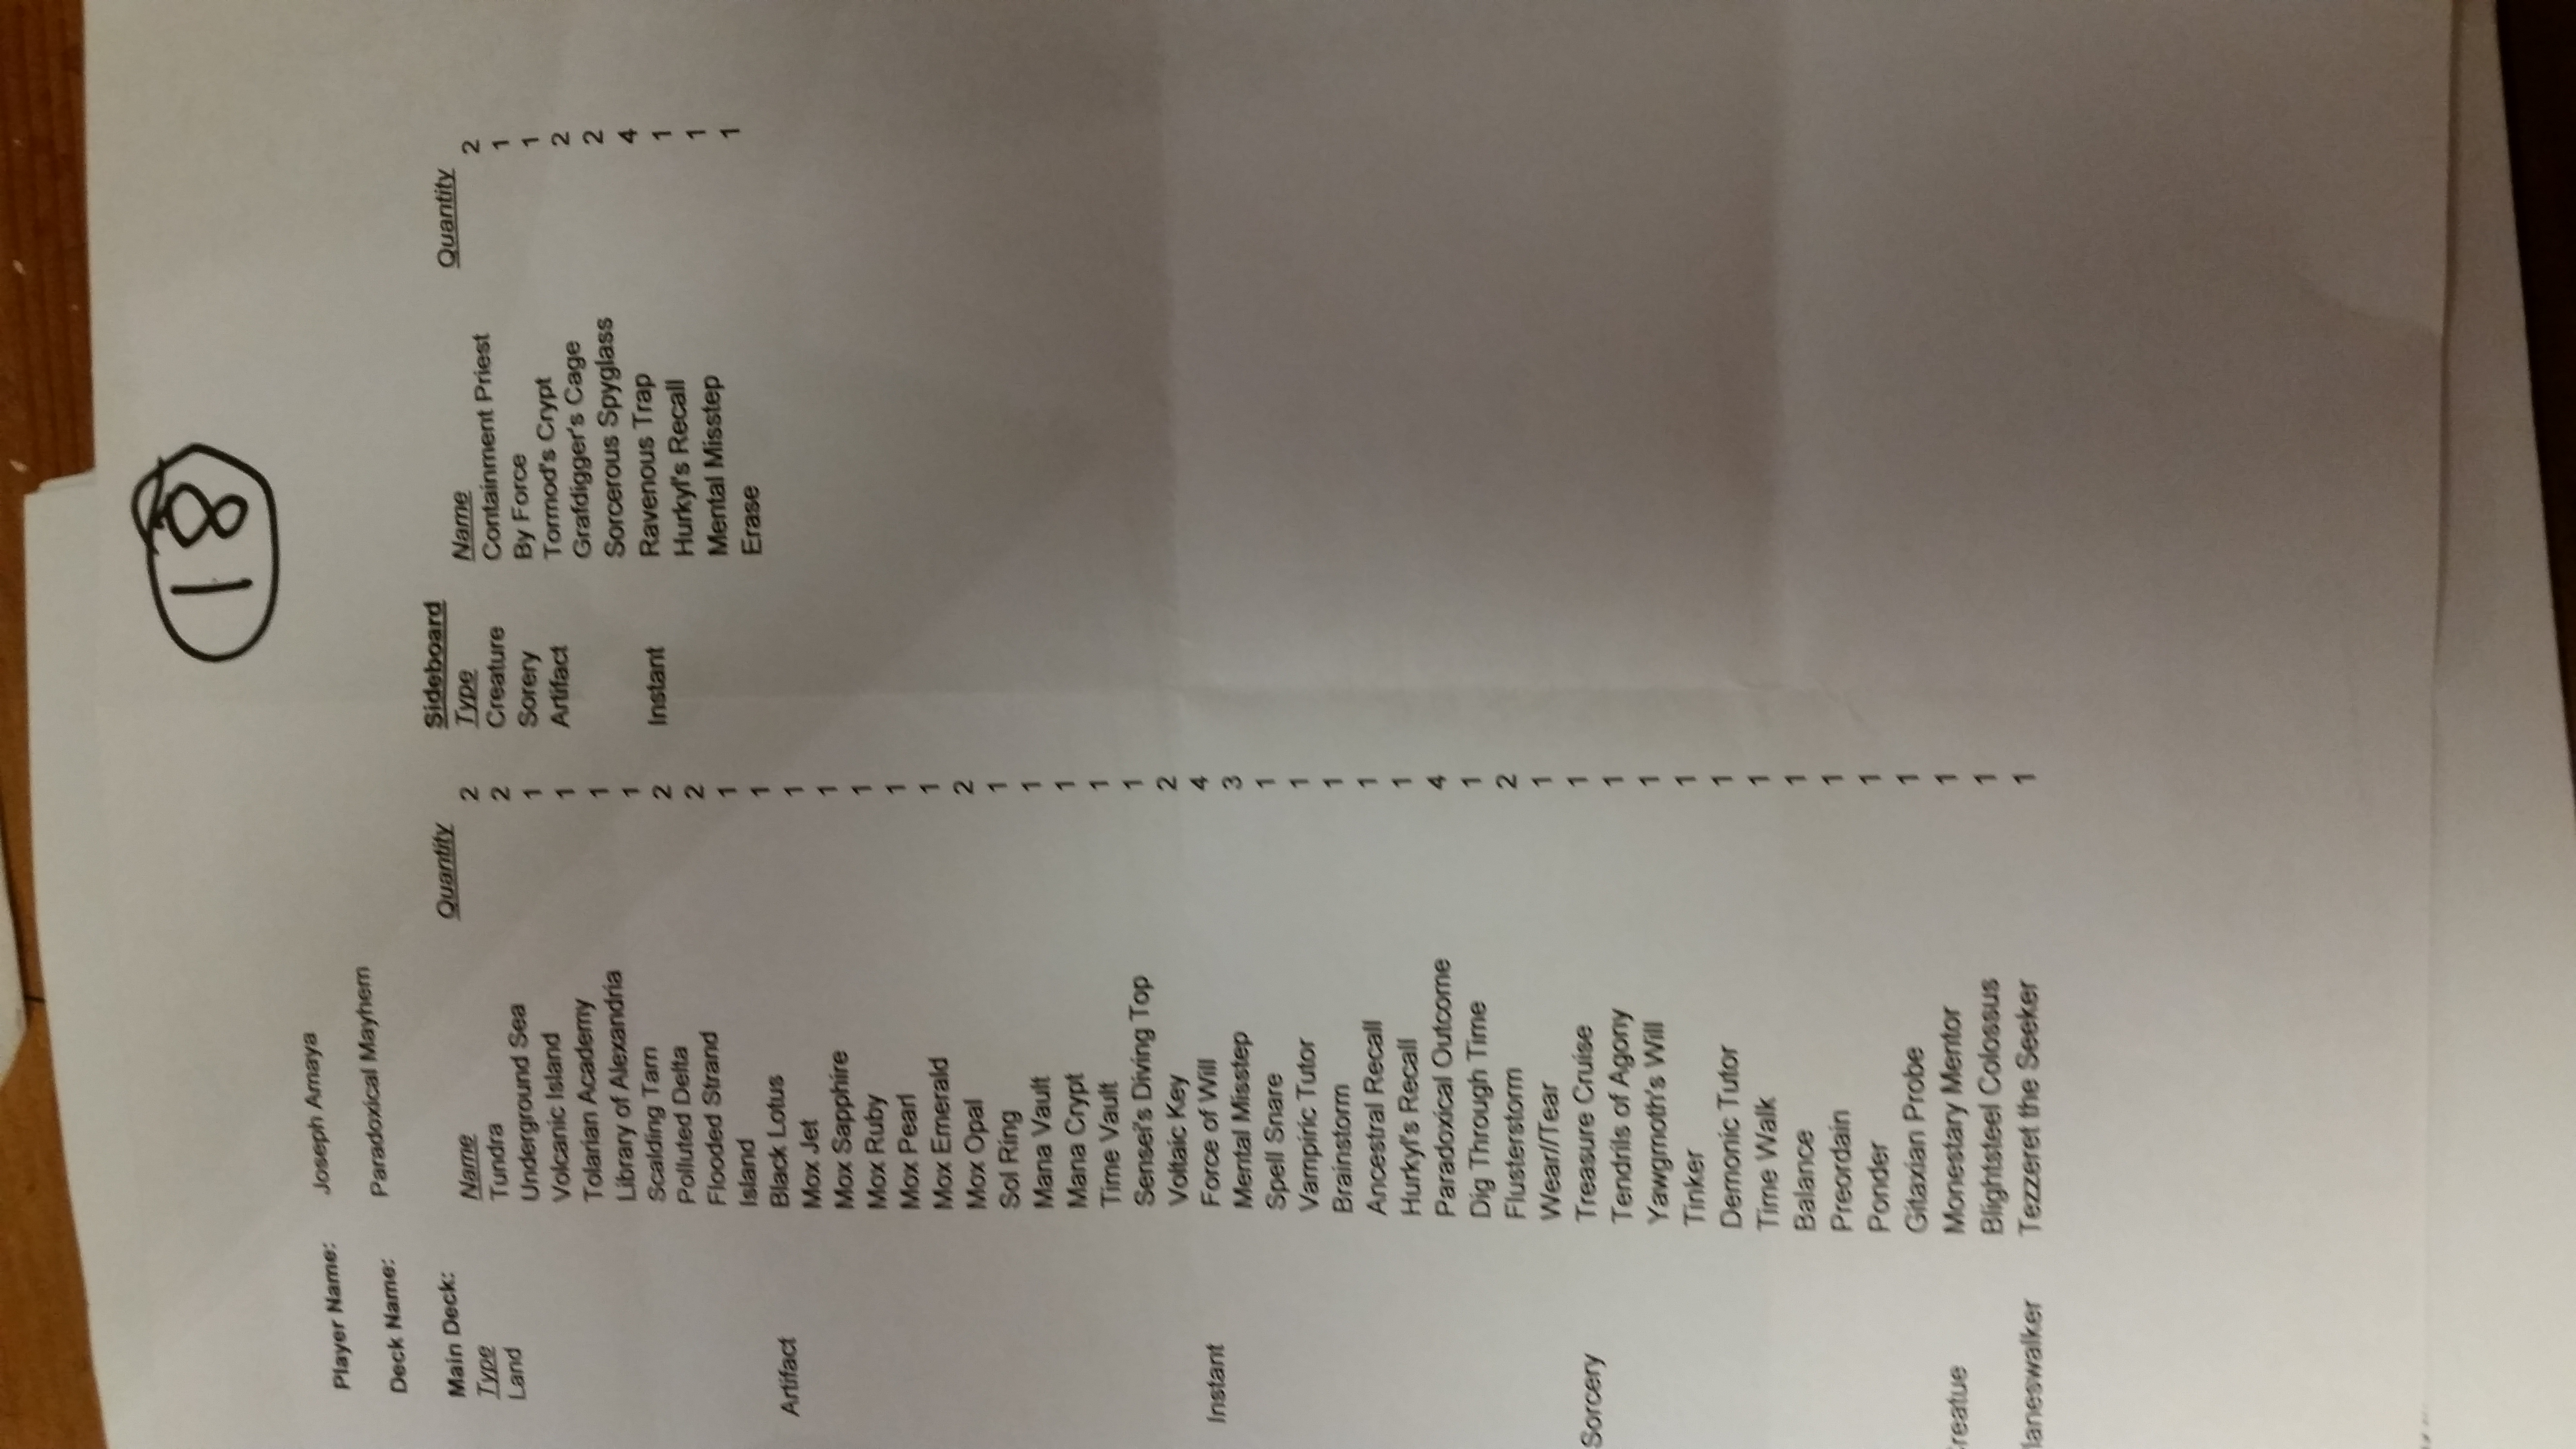 18
Player Name: Joseph Amaya
Deck Name: Paradoxical Mayhem
Main Deck:
Type Name Quantity
Land Tundra 2
Underground Sea 2
Volcanic Island 1
Tolarian Academy 1
Library of Alexandria 1
Scalding Tarn 1
Polluted Delta 2
Flooded Strand 2
Island 1
Artifact Black Lotus 1
Mox Jet 1
Mox Sapphire 1
Mox Ruby 1
Mox Pearl 1
Mox Emerald 1
Mox Opal 2
Sol Ring 1
Mana Vault 1
Mana Crypt 1
Time Vault 1
Sensei's Diving Top 1
Voltaic Key 2
Instant Force of Will 4
Mental Misstep 3
Spell Snare 1
Vampiric Tutor 1
Brainstorm 1
Ancestral Recall 1
Hurkyl's Recall 1
Paradoxical Outcome 4
Dig Through Time 1
Flusterstorm 2
Wear//Tear 1
Sorcery Treasure Cruise 1
Tendrils of Agony 1
Yawgmoth's Will 1
Tinker 1
Demonic Tutor 1
Time Walk 1
Balance 1
Preordain 1
Ponder 1
Gitaxian Probe 1
reatue Monestary Mentor 1
Blightsteel Colossus 1
laneswalker Tezzeret the Seeker 1
Sideboard
Type Name Quantity
Creature Containment Priest 2
Sorery By Force 1
Artifact Tormod's Crypt 1
Grafdigger's Cage 2
Sorcerous Spyglass 2
Instant Ravenous Trap 4
Hurkyl's Recall 1
Mental Misstep 1
Erase 1